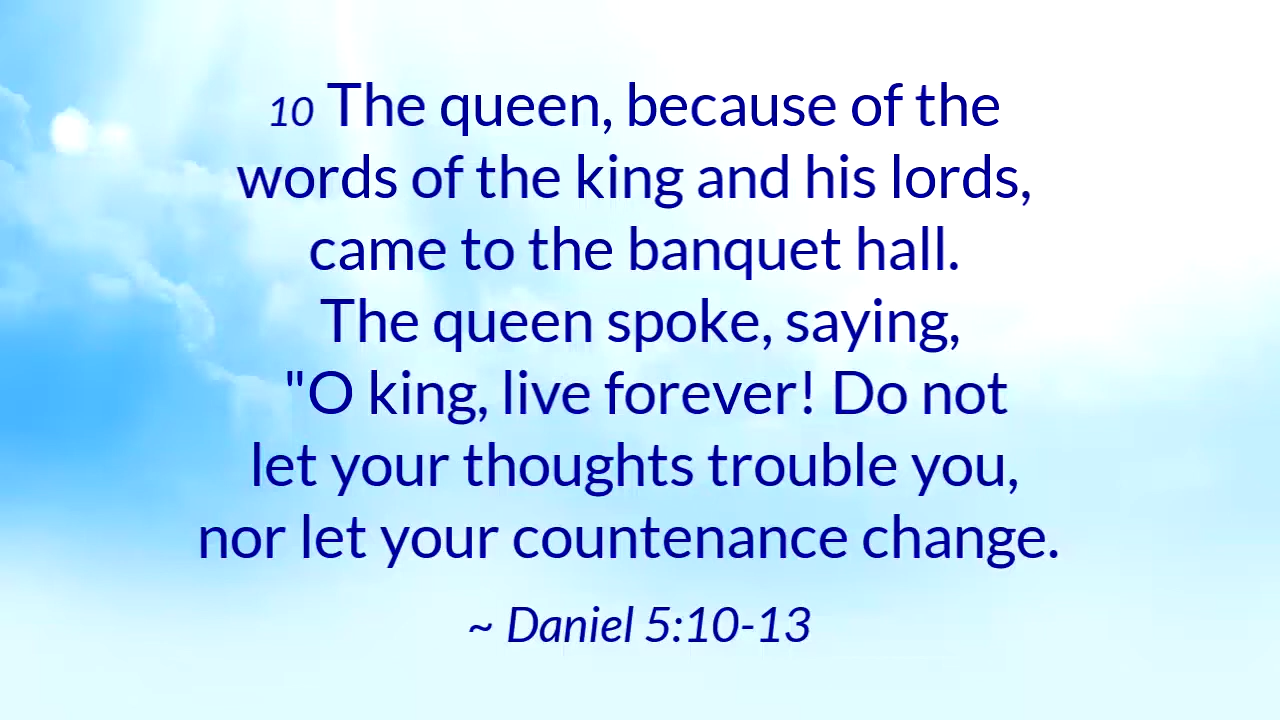 10 The queen, because of the
words of the king and his lords,
came to the banquet hall.
The queen spoke, saying,
"O king, live forever! Do not
let your thoughts trouble you,
nor let your countenance change.
~ Daniel 5:10-13